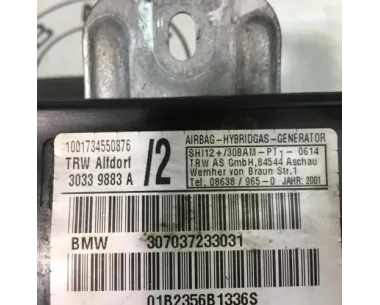 1001734550876
TRW Alfdorf
3033 9883 A
/2
AIRBAG-HYBRIDGAS-GENERATOR
SHI12+/30BAM-PT1-0614
TRW AS GmbH,84544 Aschau
Wernher von Braun Str.1
Tel. 08638 / 965-0 JAHR: 2001
BMW 307037233031
01B2356B1336S